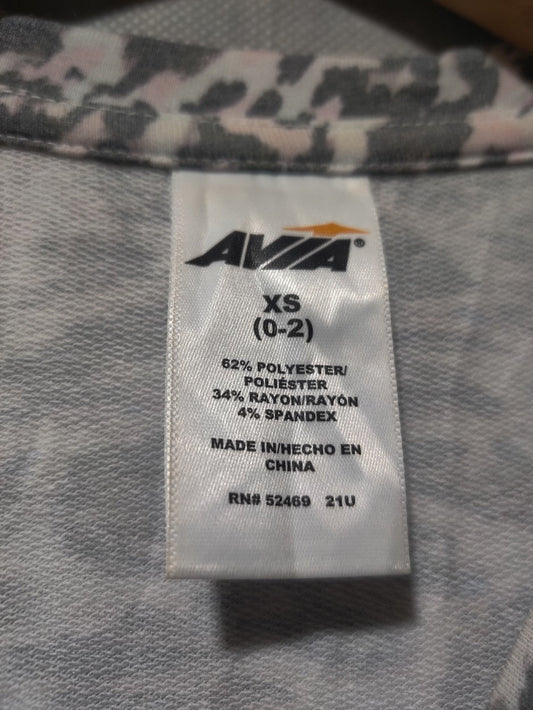 AVIA®
XS
(0-2)
62% POLYESTER/
POLIÉSTER
34% RAYON/RAYÓN
4% SPANDEX
MADE IN/HECHO EN
CHINA
RN# 52469 21U